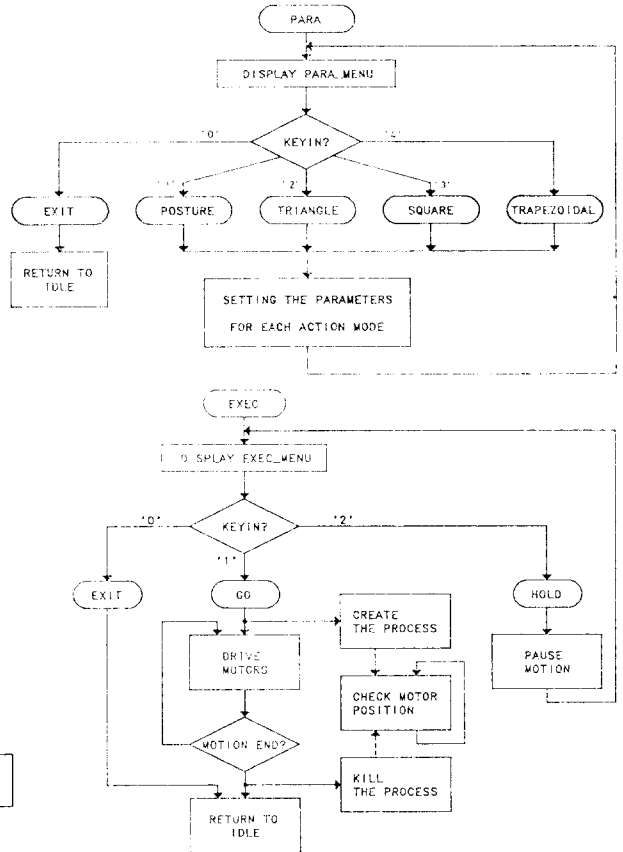 PARA
DISPLAY PARA_MENU
KEYIN?
"0"
"4"
"1"
"2"
"3"
EXIT
POSTURE
TRIANGLE
SQUARE
TRAPEZOIDAL
RETURN TO
IDLE
SETTING THE PARAMETERS
FOR EACH ACTION MODE
EXEC
DISPLAY EXEC_MENU
KEYIN?
"0"
"2"
"1"
EXIT
GO
HOLD
CREATE
THE PROCESS
DRIVE
MOTORS
PAUSE
MOTION
CHECK MOTOR
POSITION
MOTION END?
KILL
THE PROCESS
RETURN TO
IDLE